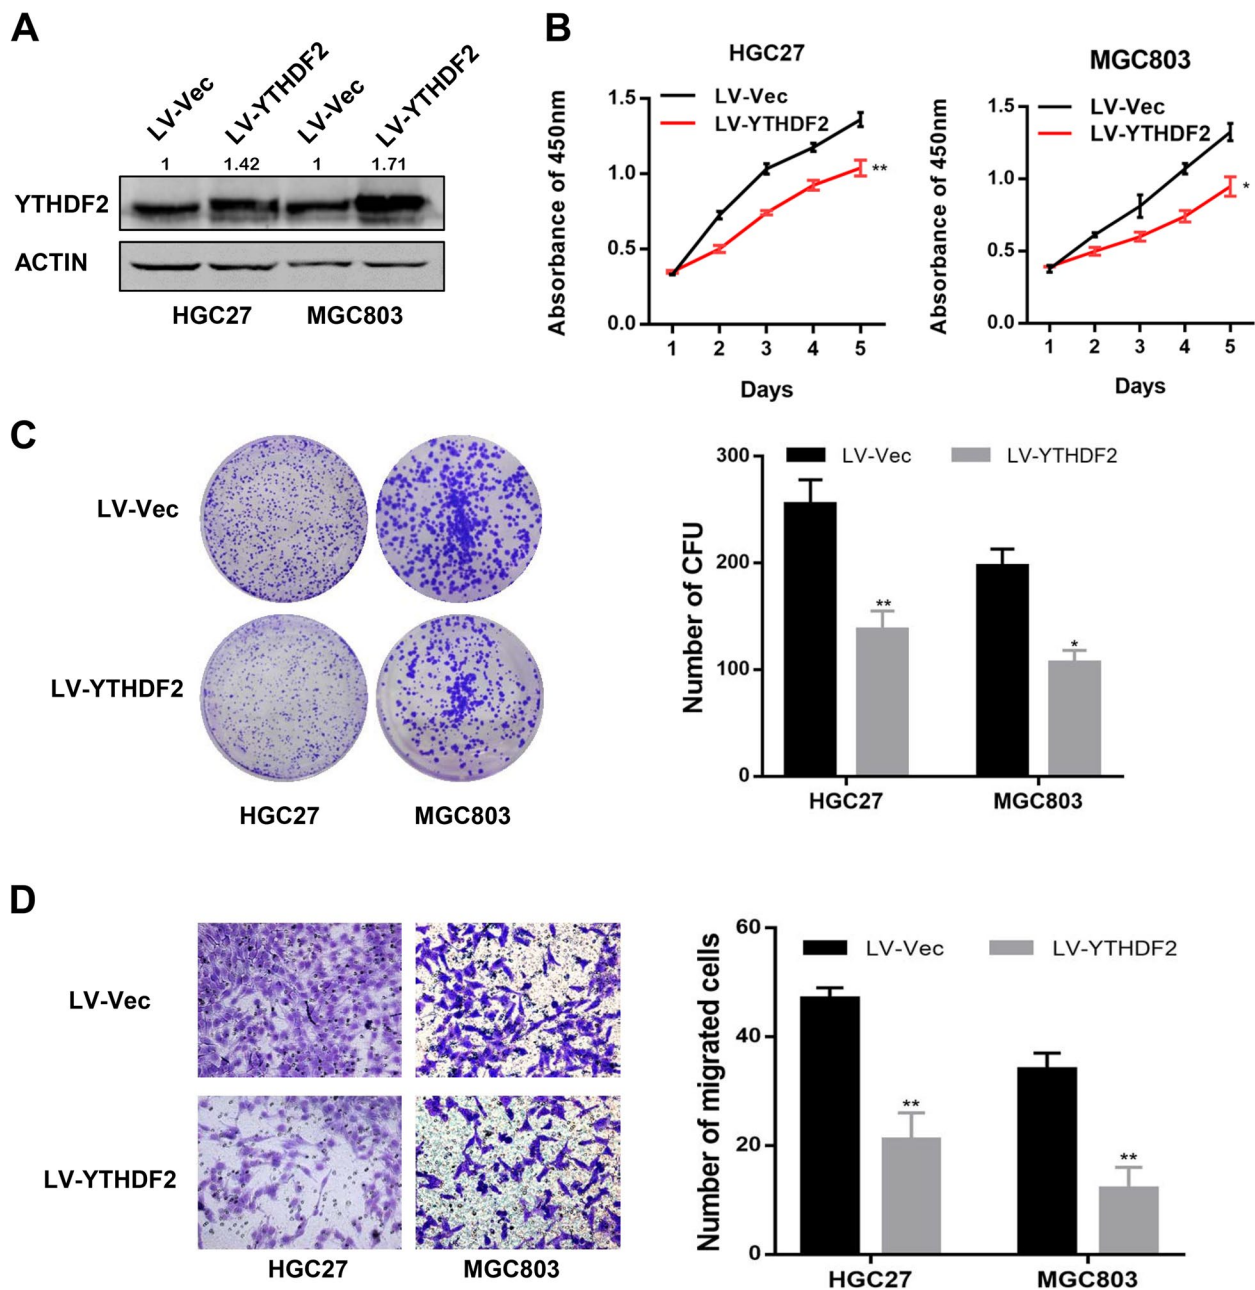 A
LV-Vec
LV-YTHDF2
LV-Vec
LV-YTHDF2
1 1.42 1 1.71
YTHDF2
ACTIN
HGC27 MGC803
B
HGC27
LV-Vec
LV-YTHDF2
Absorbance of 450nm
1.5
1.0
0.5
0.0
**
1 2 3 4 5
Days
MGC803
LV-Vec
LV-YTHDF2
Absorbance of 450nm
1.5
1.0
0.5
0.0
*
1 2 3 4 5
Days
C
LV-Vec
LV-YTHDF2
HGC27 MGC803
LV-Vec LV-YTHDF2
Number of CFU
300
200
100
0
**
*
HGC27 MGC803
D
LV-Vec
LV-YTHDF2
HGC27 MGC803
LV-Vec LV-YTHDF2
Number of migrated cells
60
40
20
0
**
**
HGC27 MGC803